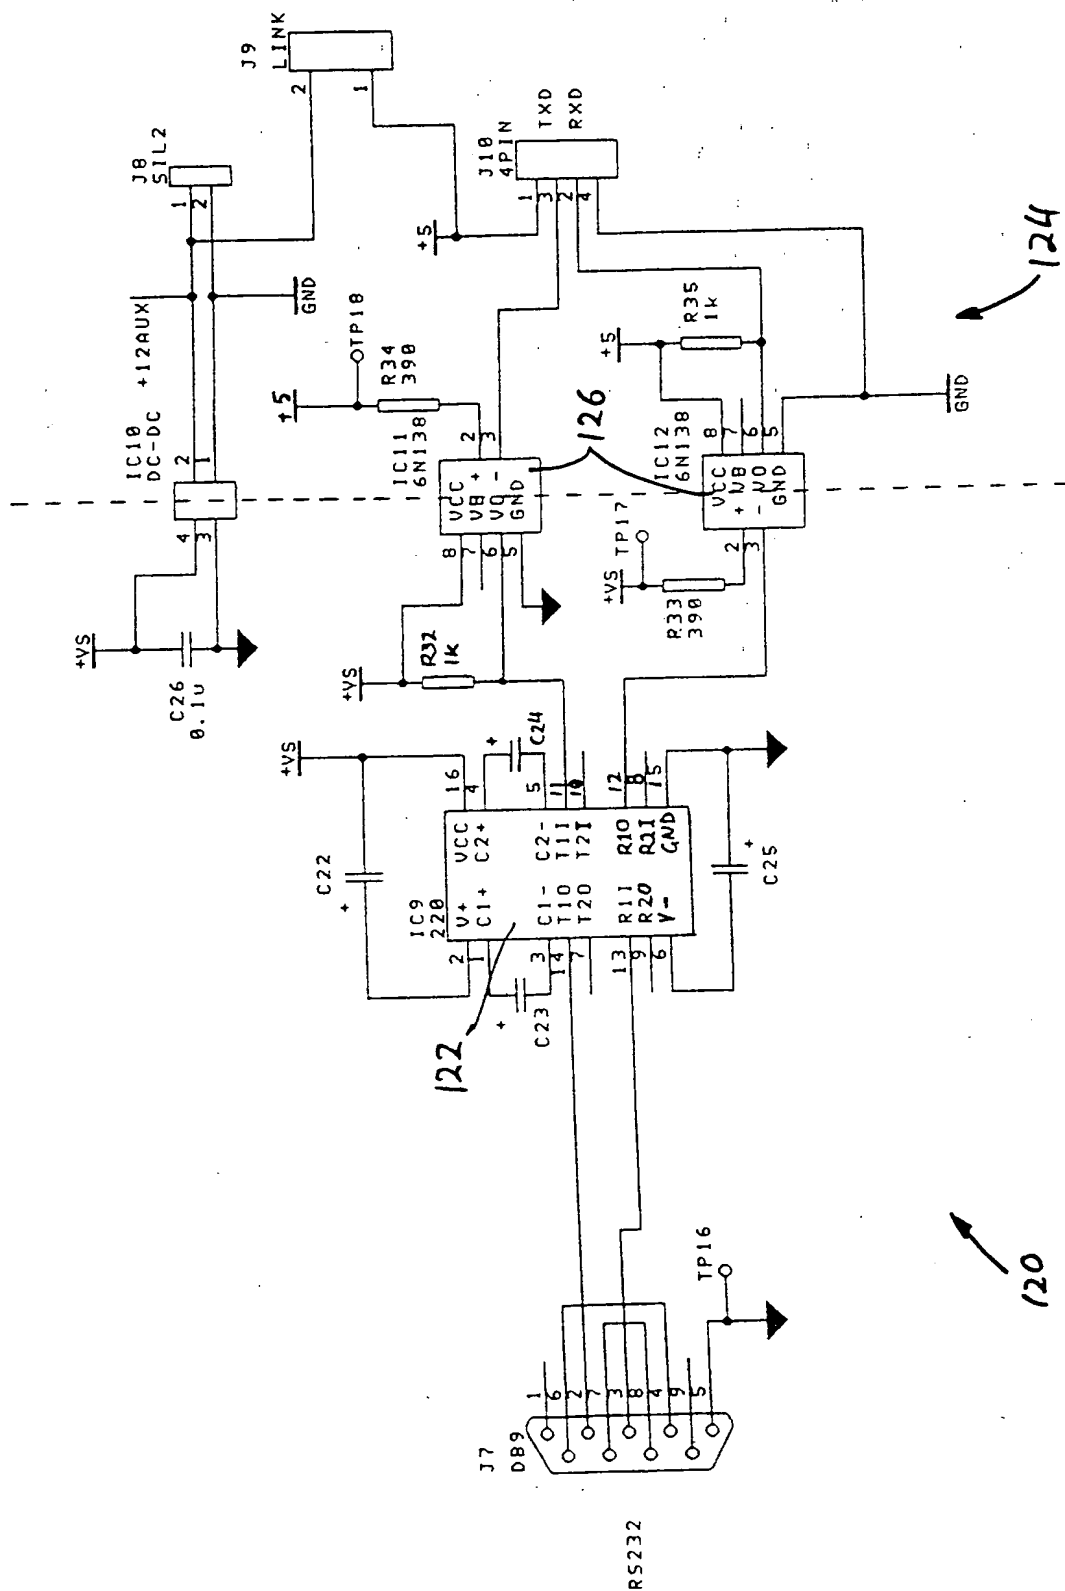 RS232
J7
DB9
1
6
2
7
3
8
4
9
5
TP16
120
122
IC9
220
V+
C1+
C1-
T1O
T2O
R1I
R2O
V-
VCC
C2+
C2-
T1I
T2I
R1O
R2I
GND
2
1
3
14
7
13
9
6
16
4
5
11
10
12
8
15
C22
+
C23
+
C24
+
C25
+
+VS
+VS
R32
1k
+VS
C26
0.1U
4
3
IC10
DC-DC
2
1
+12AUX
GND
J8
SIL2
1
2
J9
LINK
2
1
IC11
6N138
VCC
VB +
VO -
GND
8
7
6
5
2
3
+5
TP18
R34
390
126
+VS
TP17
R33
390
2
3
IC12
6N138
VCC
+ VB
- VO
GND
8
7
6
5
+5
R35
1k
GND
+5
J10
4PIN
1
3
2
4
TXD
RXD
124